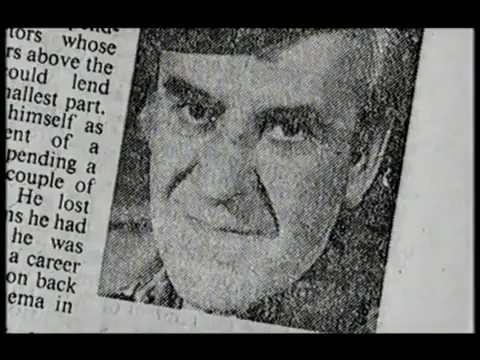 tors whose
rs above the
ould lend
nallest part.
himself as
ent of a
pending a
couple of
He lost
ns he had
he was
a career
on back
ema in